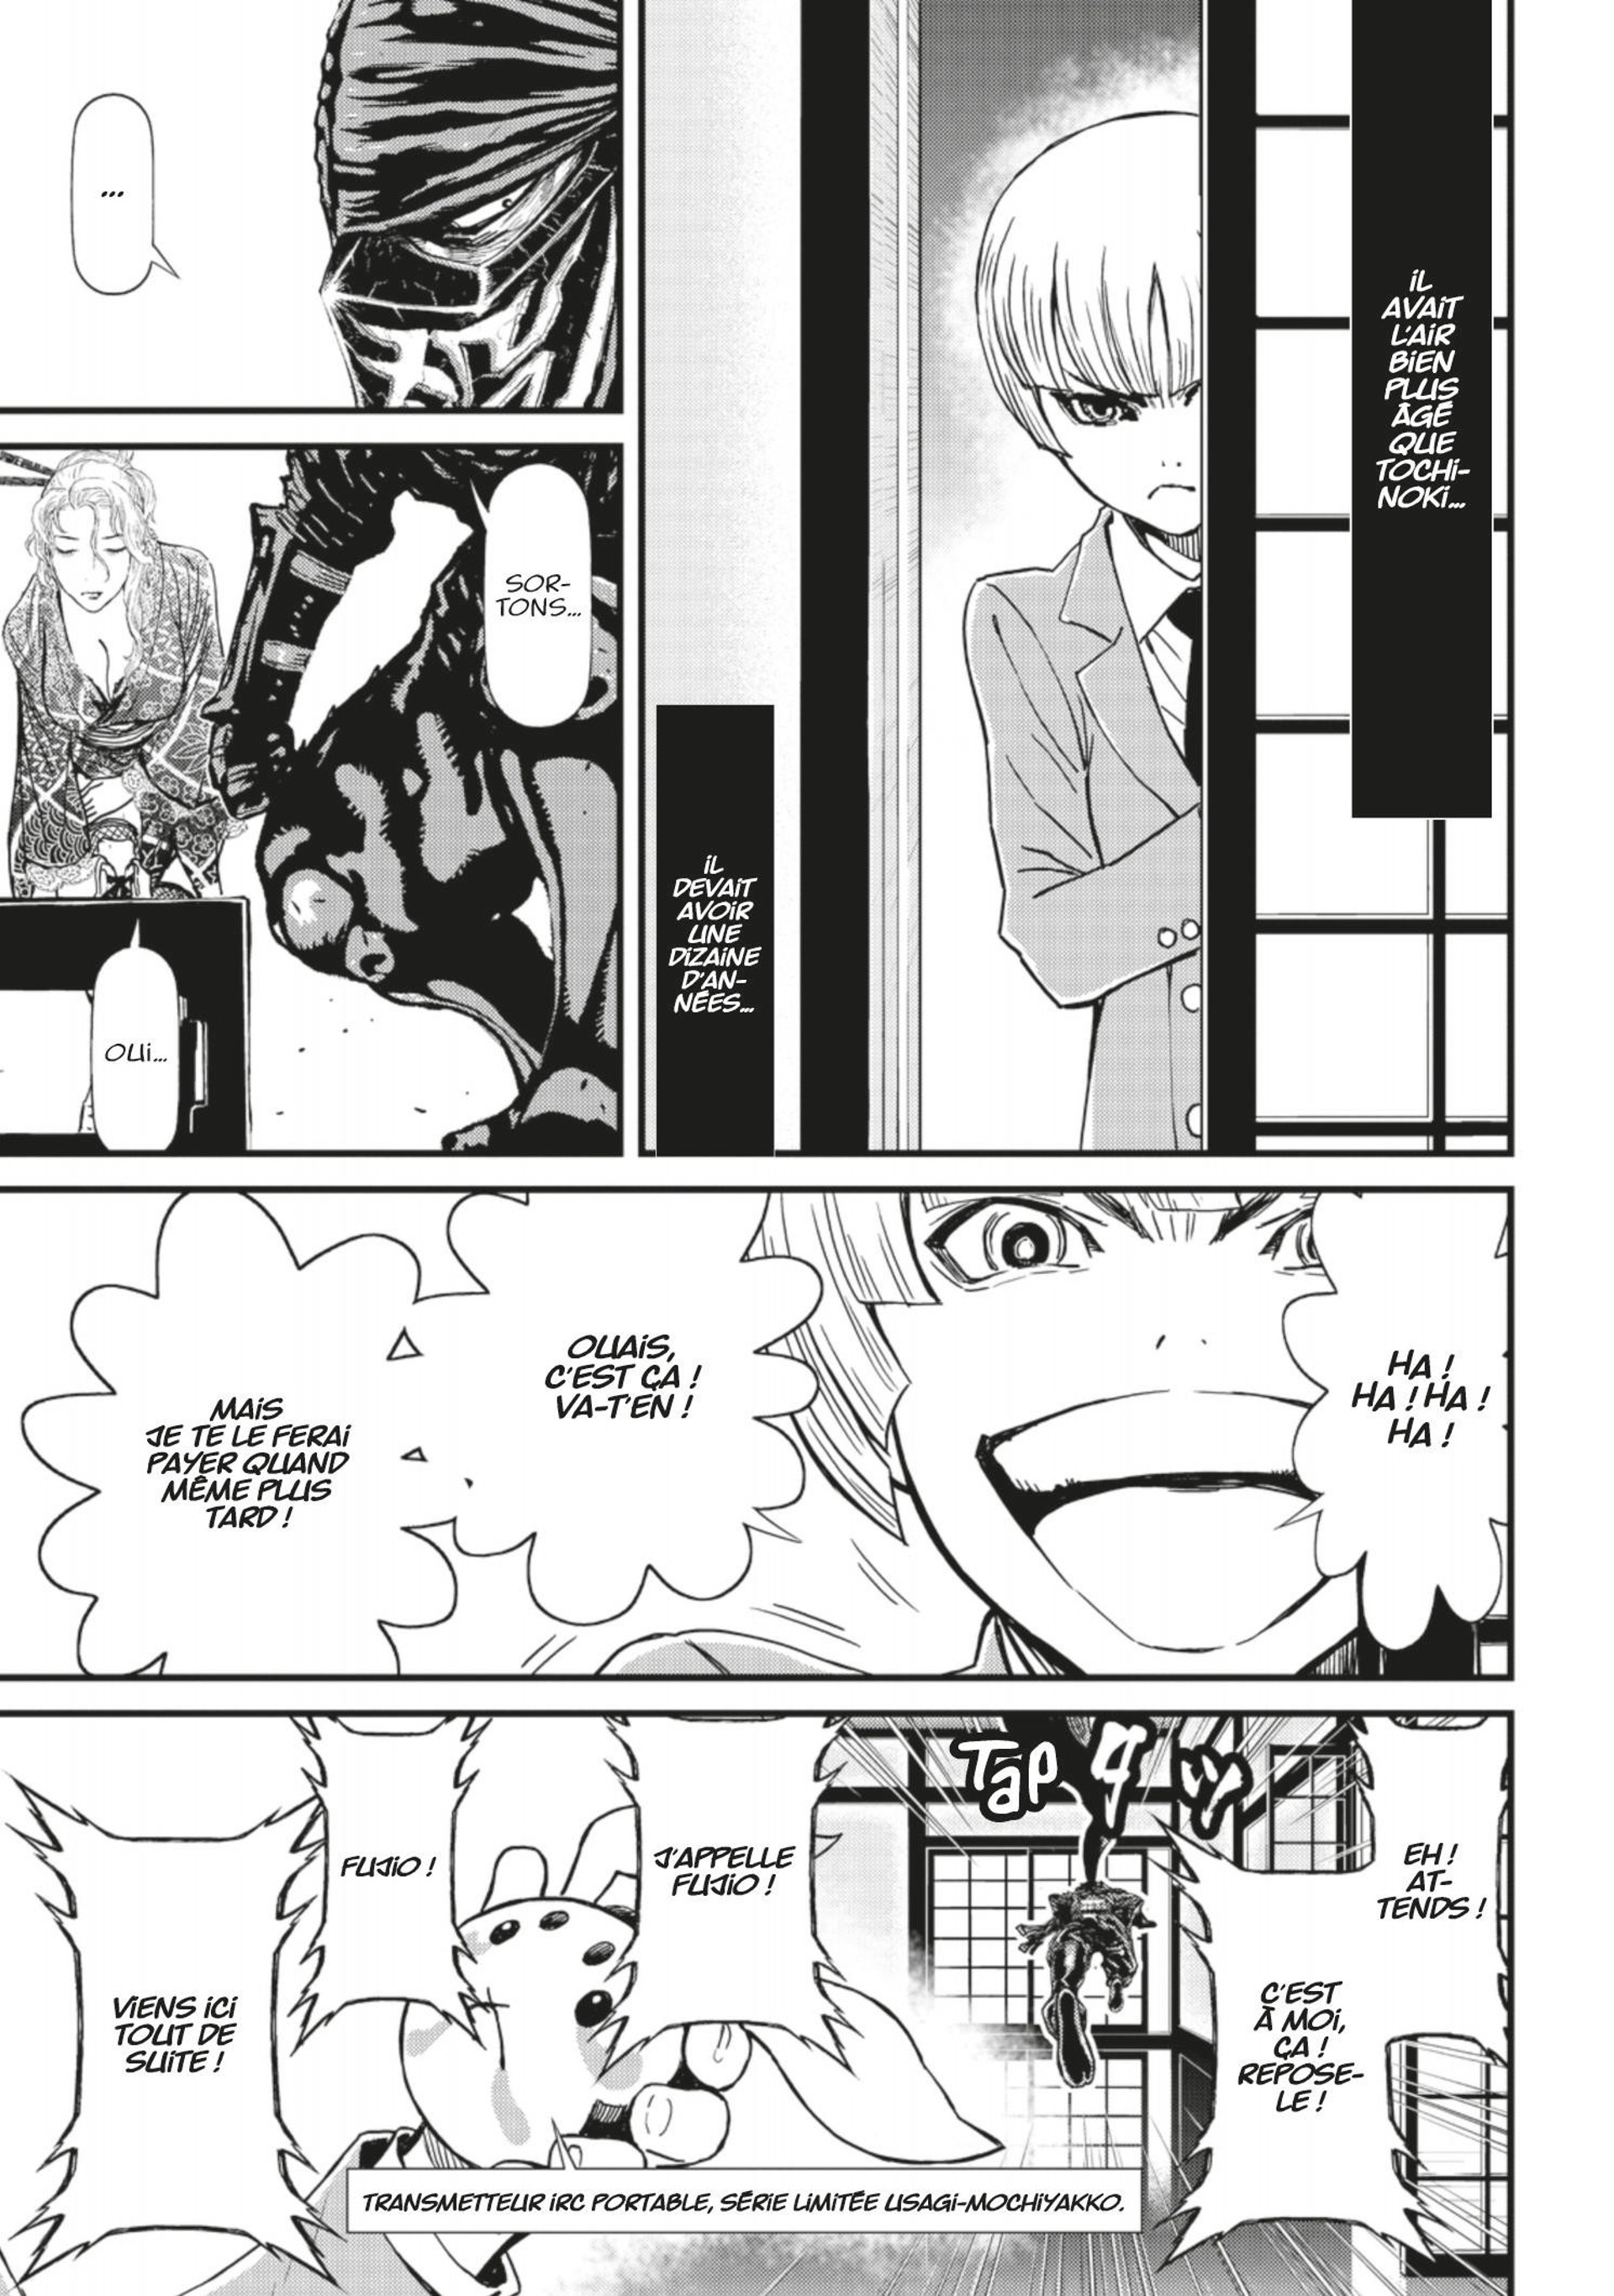 IL
AVAIT
L'AIR
BIEN
PLUS
ÂGÉ
QUE
TOCHI-
NOKI...
IL
DEVAIT
AVOIR
UNE
DIZAINE
D'AN-
NÉES...
...
SOR-
TONS...
OUI...
HA !
HA ! HA !
HA !
OUAIS,
C'EST ÇA !
VA-T'EN !
MAIS
JE TE LE FERAI
PAYER QUAND
MÊME PLUS
TARD !
EH !
AT-
TENDS !
C'EST
À MOI,
ÇA !
REPOSE-
LE !
TAP
タッ
J'APPELLE
FUJIO !
FUJIO !
VIENS ICI
TOUT DE
SUITE !
TRANSMETTEUR IRC PORTABLE, SÉRIE LIMITÉE USAGI-MOCHIYAKKO.